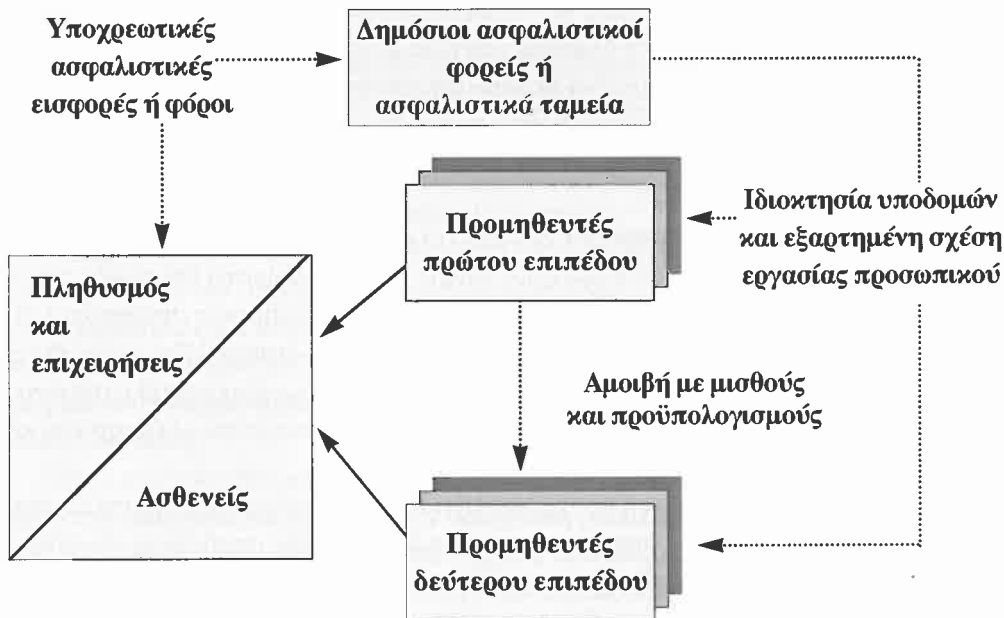 Υποχρεωτικές
ασφαλιστικές
εισφορές ή φόροι
Δημόσιοι ασφαλιστικοί
φορείς ή
ασφαλιστικά ταμεία
Προμηθευτές
πρώτου επιπέδου
Ιδιοκτησία υποδομών
και εξαρτημένη σχέση
εργασίας προσωπικού
Πληθυσμός
και
επιχειρήσεις
Αμοιβή με μισθούς
και προϋπολογισμούς
Ασθενείς
Προμηθευτές
δεύτερου επιπέδου